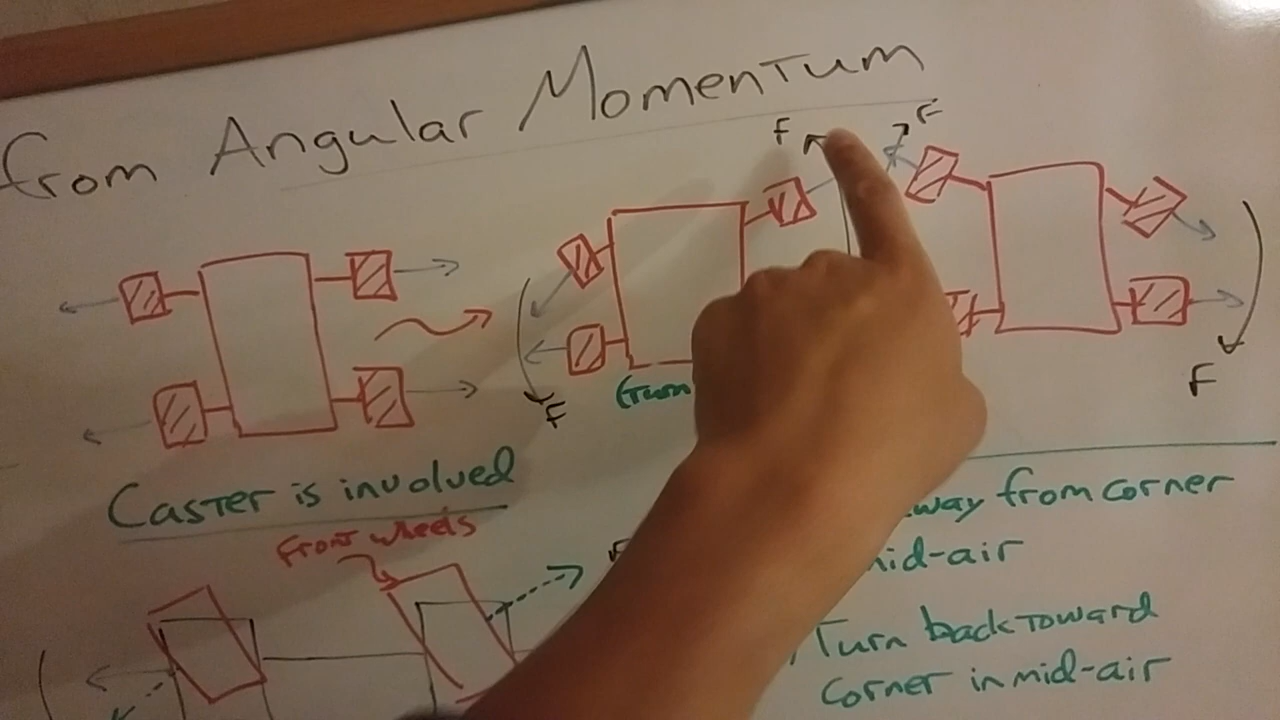 from Angular Momentum
F
F
F
F
(turn
Caster is involved
Front wheels
way from corner
mid-air
Turn back toward
corner in mid-air